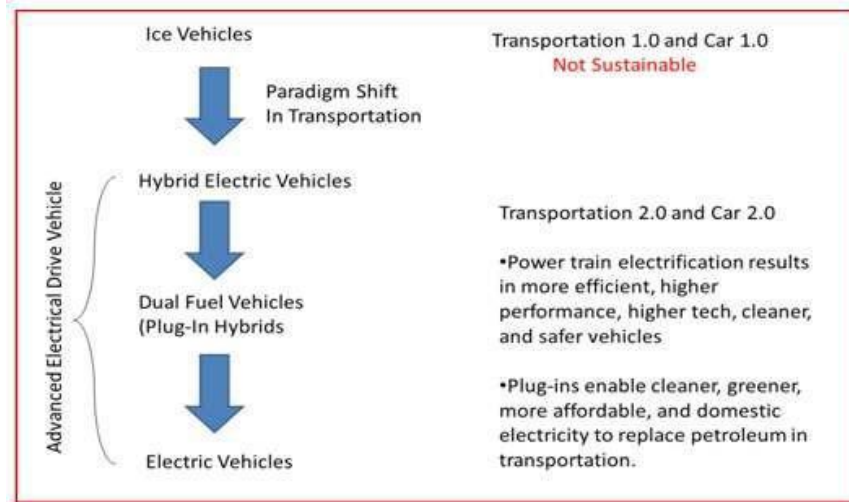 Ice Vehicles
Transportation 1.0 and Car 1.0
Not Sustainable
Paradigm Shift
In Transportation
Advanced Electrical Drive Vehicle
Hybrid Electric Vehicles
Dual Fuel Vehicles
(Plug-In Hybrids
Electric Vehicles
Transportation 2.0 and Car 2.0
•Power train electrification results
in more efficient, higher
performance, higher tech, cleaner,
and safer vehicles
•Plug-ins enable cleaner, greener,
more affordable, and domestic
electricity to replace petroleum in
transportation.